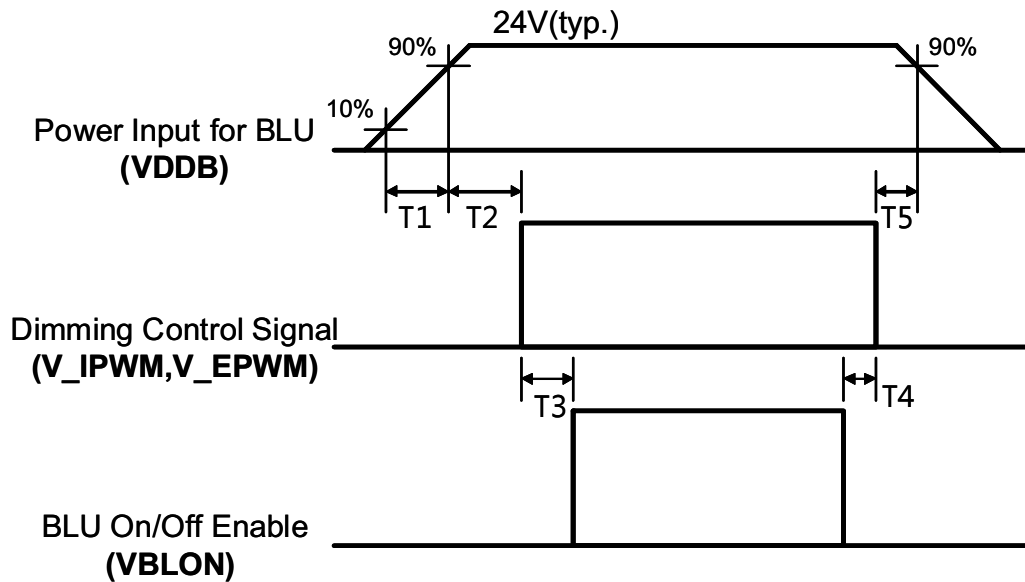 24V(typ.)
90%
90%
10%
Power Input for BLU
(VDDB)
T1
T2
T5
Dimming Control Signal
(V_IPWM,V_EPWM)
T3
T4
BLU On/Off Enable
(VBLON)